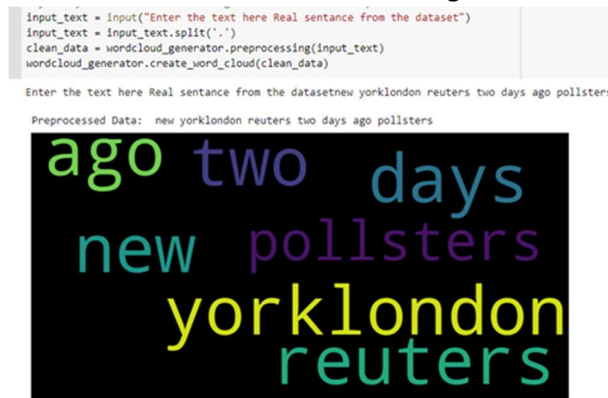 input_text = input("Enter the text here Real sentance from the dataset")
input_text = input_text.split('.')
clean_data = wordcloud_generator.preprocessing(input_text)
wordcloud_generator.create_word_cloud(clean_data)
Enter the text here Real sentance from the datasetnew yorklondon reuters two days ago pollsters
Preprocessed Data: new yorklondon reuters two days ago pollsters
ago two days
new pollsters
yorklondon
reuters